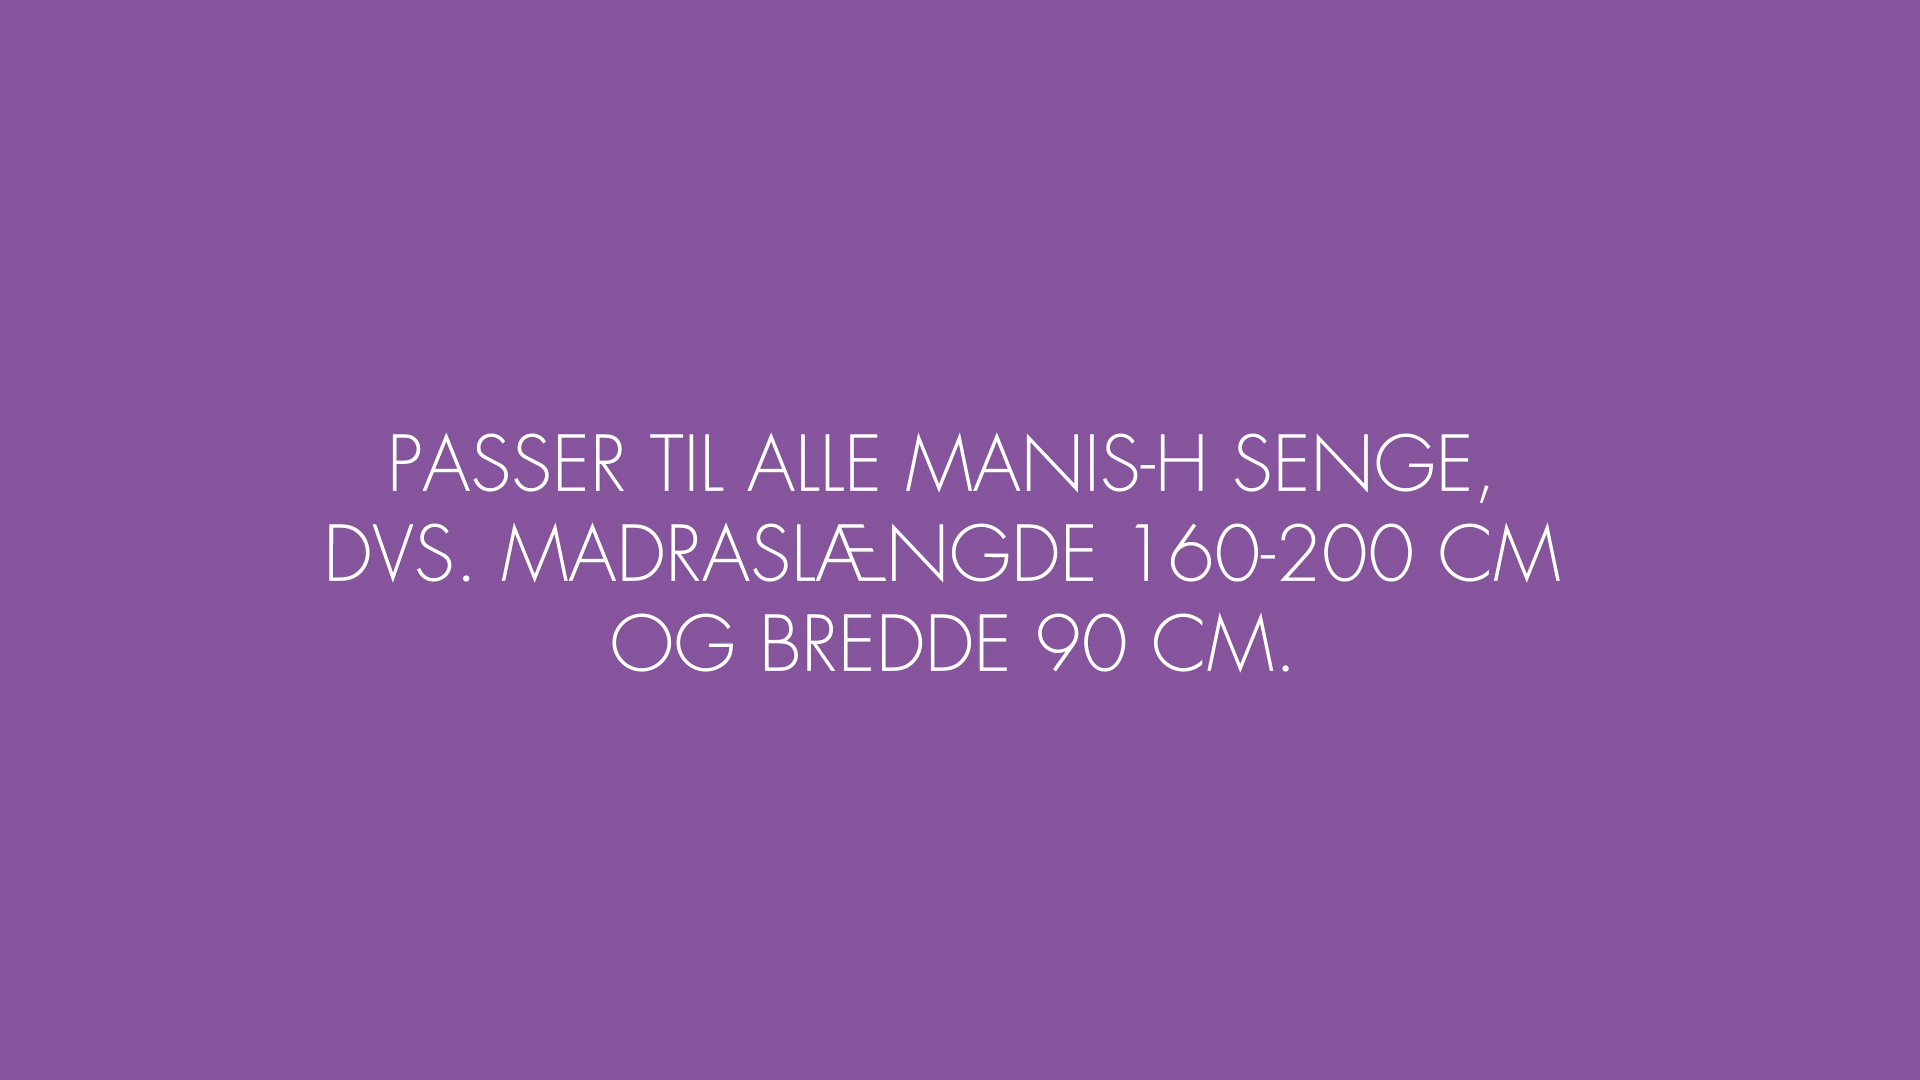 PASSER TIL ALLE MANIS-H SENGE,
DVS. MADRASLÆNGDE 160-200 CM
OG BREDDE 90 CM.